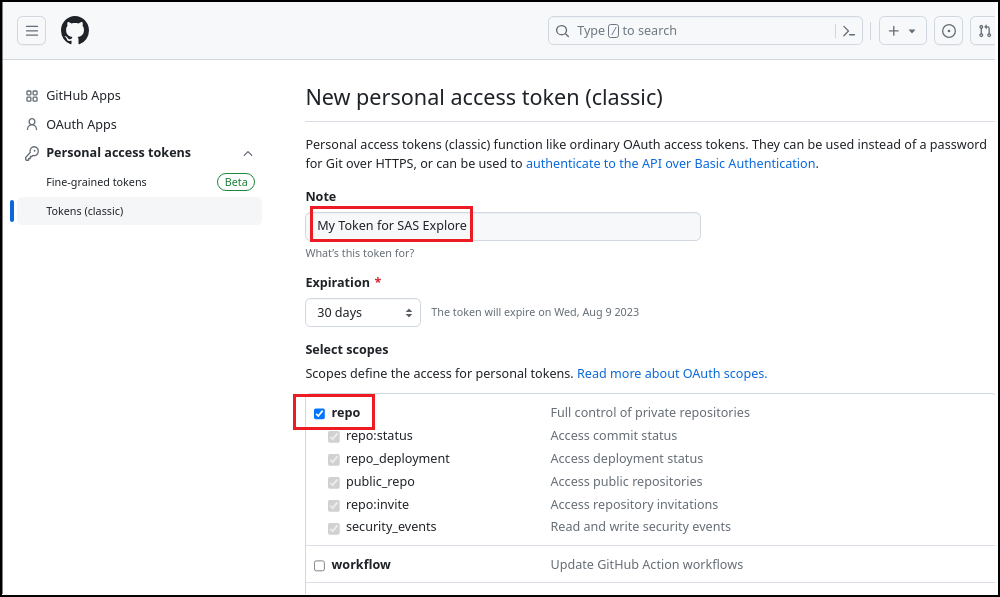 Type / to search
GitHub Apps
OAuth Apps
Personal access tokens
Fine-grained tokens Beta
Tokens (classic)
New personal access token (classic)
Personal access tokens (classic) function like ordinary OAuth access tokens. They can be used instead of a password
for Git over HTTPS, or can be used to authenticate to the API over Basic Authentication.
Note
My Token for SAS Explore
What's this token for?
Expiration *
30 days The token will expire on Wed, Aug 9 2023
Select scopes
Scopes define the access for personal tokens. Read more about OAuth scopes.
repo Full control of private repositories
repo:status Access commit status
repo_deployment Access deployment status
public_repo Access public repositories
repo:invite Access repository invitations
security_events Read and write security events
workflow Update GitHub Action workflows